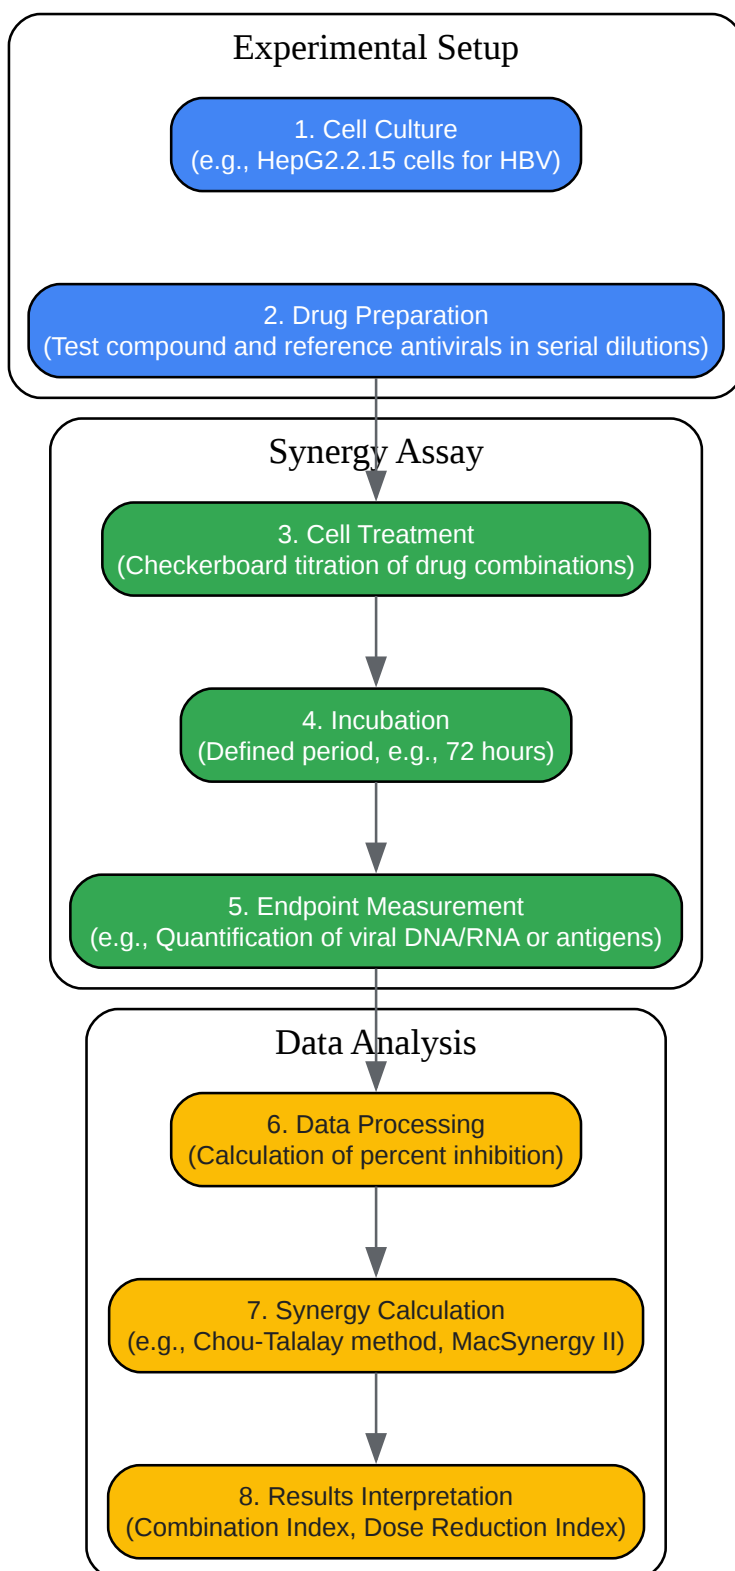 Experimental Setup
1. Cell Culture
(e.g., HepG2.2.15 cells for HBV)
2. Drug Preparation
(Test compound and reference antivirals in serial dilutions)
Synergy Assay
3. Cell Treatment
(Checkerboard titration of drug combinations)
4. Incubation
(Defined period, e.g., 72 hours)
5. Endpoint Measurement
(e.g., Quantification of viral DNA/RNA or antigens)
Data Analysis
6. Data Processing
(Calculation of percent inhibition)
7. Synergy Calculation
(e.g., Chou-Talalay method, MacSynergy II)
8. Results Interpretation
(Combination Index, Dose Reduction Index)